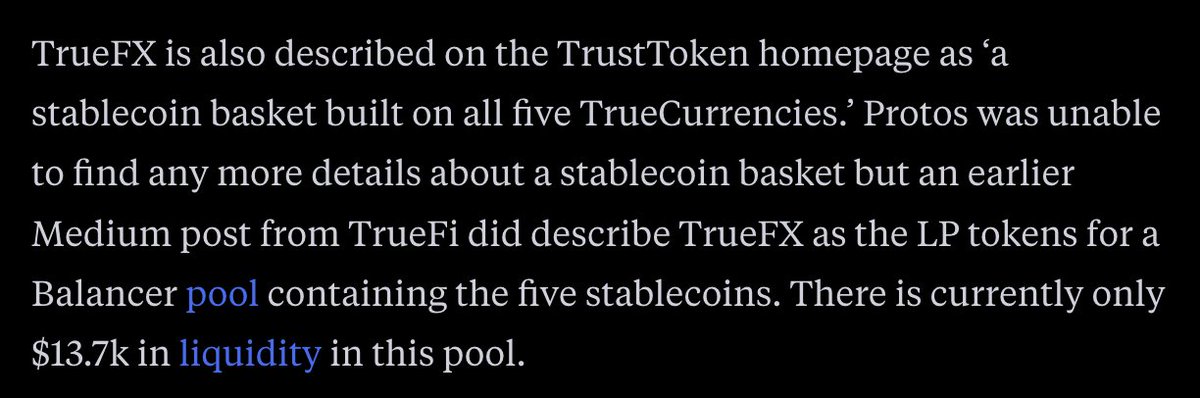 TrueFX is also described on the TrustToken homepage as ‘a
stablecoin basket built on all five TrueCurrencies.’ Protos was unable
to find any more details about a stablecoin basket but an earlier
Medium post from TrueFi did describe TrueFX as the LP tokens for a
Balancer pool containing the five stablecoins. There is currently only
$13.7k in liquidity in this pool.